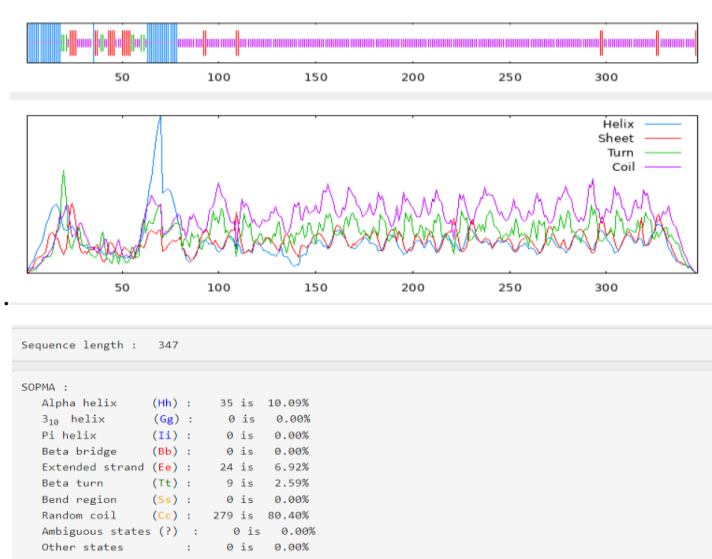 50 100 150 200 250 300
Helix
Sheet
Turn
Coil
50 100 150 200 250 300
Sequence length : 347
SOPMA :
Alpha helix (Hh) : 35 is 10.09%
3₁₀ helix (Gg) : 0 is 0.00%
Pi helix (Ii) : 0 is 0.00%
Beta bridge (Bb) : 0 is 0.00%
Extended strand (Ee) : 24 is 6.92%
Beta turn (Tt) : 9 is 2.59%
Bend region (Ss) : 0 is 0.00%
Random coil (Cc) : 279 is 80.40%
Ambiguous states (?) : 0 is 0.00%
Other states : 0 is 0.00%